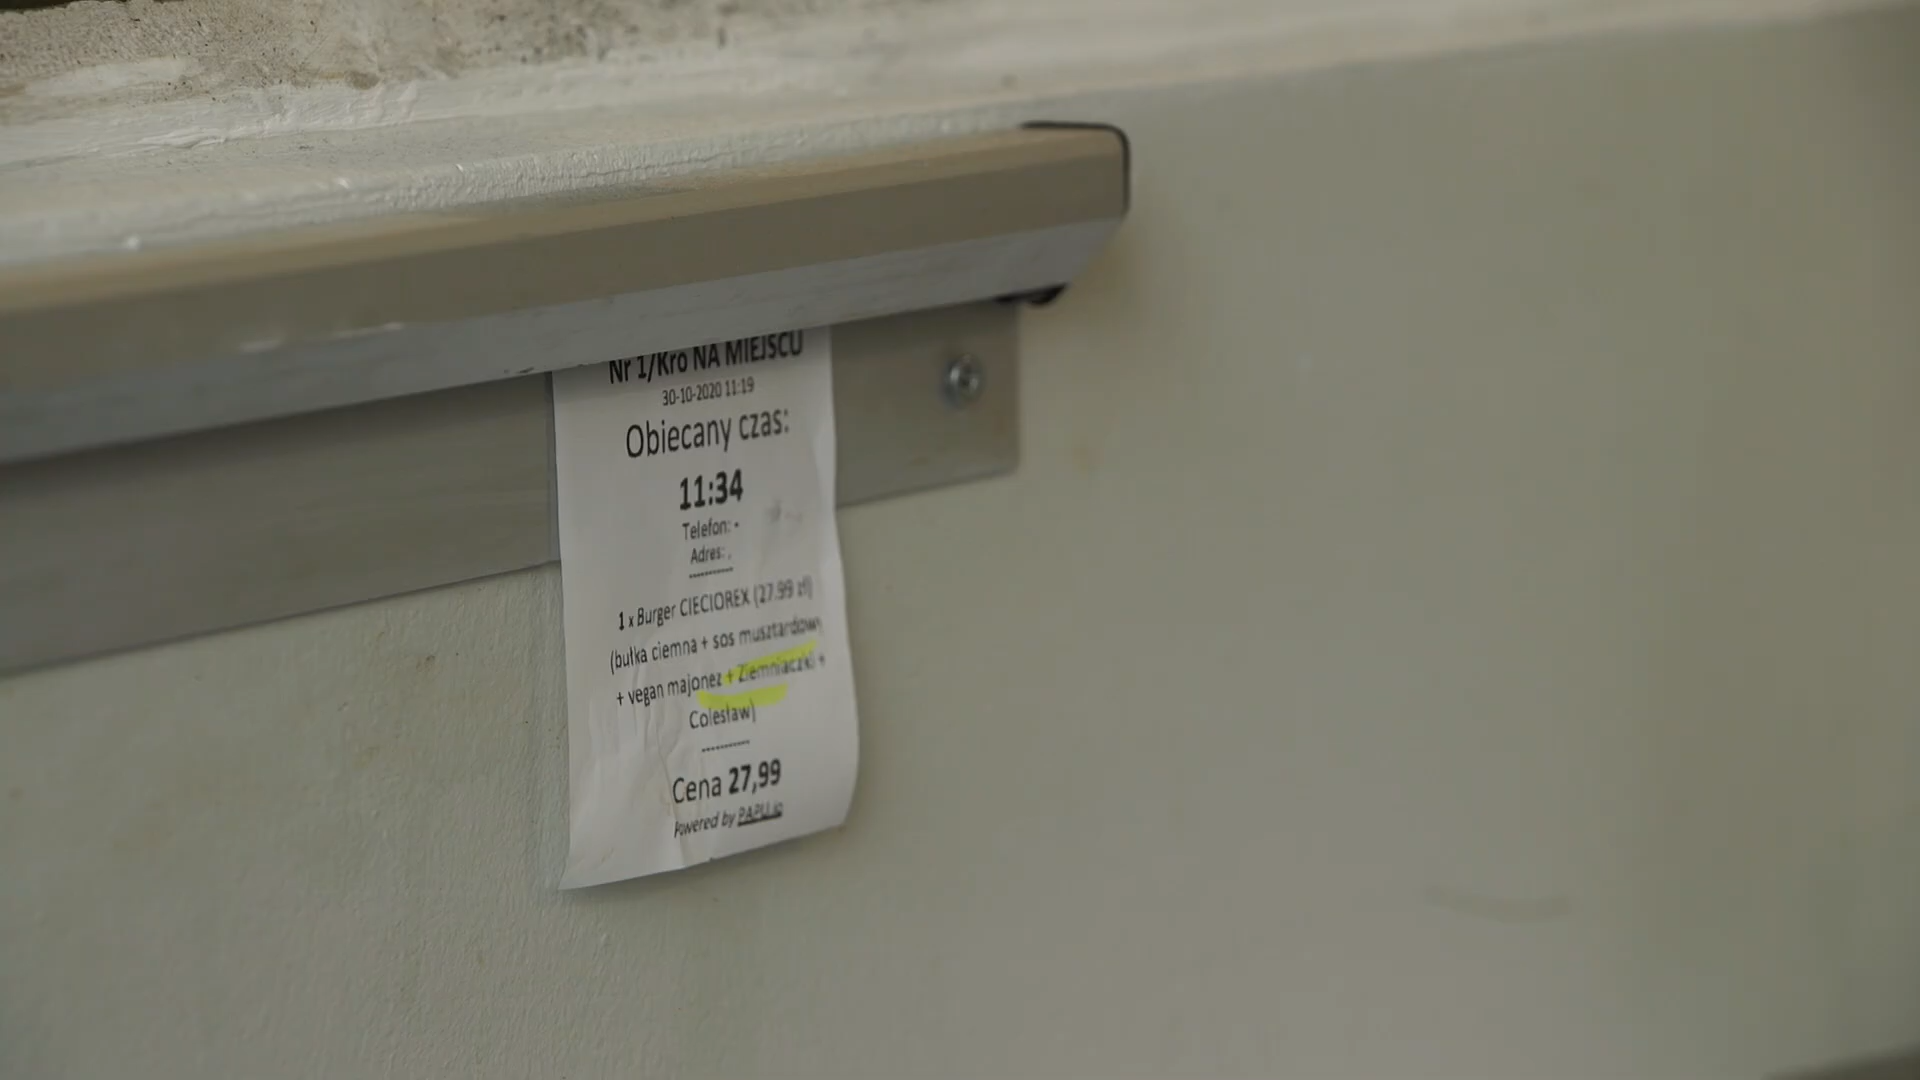 Nr 1/Kro NA MIEJSCU
30-10-2020 11:19
Obiecany czas:
11:34
Telefon: -
Adres: ,
-----------
1 x Burger CIECIOREX (27.99 zł)
(bułka ciemna + sos musztardowy
+ vegan majonez + Ziemniaczki +
Colesław)
-----------
Cena 27,99
Powered by PAPU.io